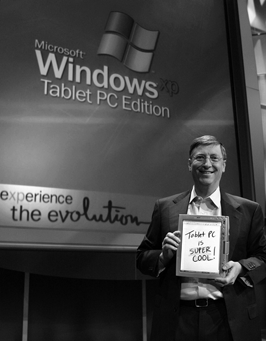 Microsoft®
Windows xp
Tablet PC Edition
experience
the evolution
Tablet PC
is
SUPER
COOL!